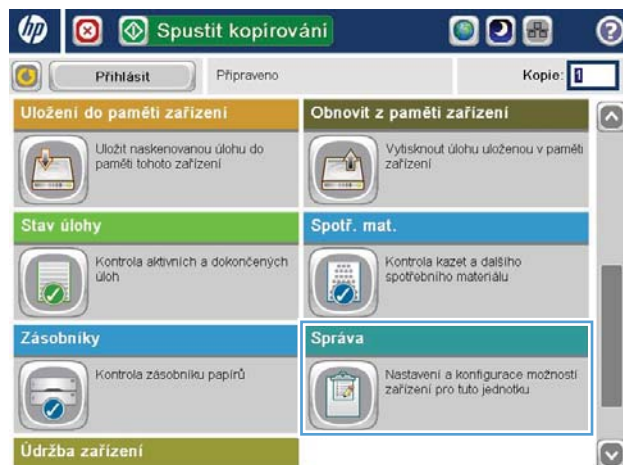 hp
Spustit kopirování
?
Přihlásit
Připraveno
Kopie: 1
Uložení do paměti zařízení
Uložit naskenovanou úlohu do
paměti tohoto zařízení
Obnovit z paměti zařízení
Vytisknout úlohu uloženou v paměti
zařízení
Stav úlohy
Kontrola aktivních a dokončených
úloh
Spotř. mat.
Kontrola kazet a dalšího
spotřebního materiálu
Zásobníky
Kontrola zásobníku papírů
Správa
Nastavení a konfigurace možností
zařízení pro tuto jednotku
Údržba zařízení